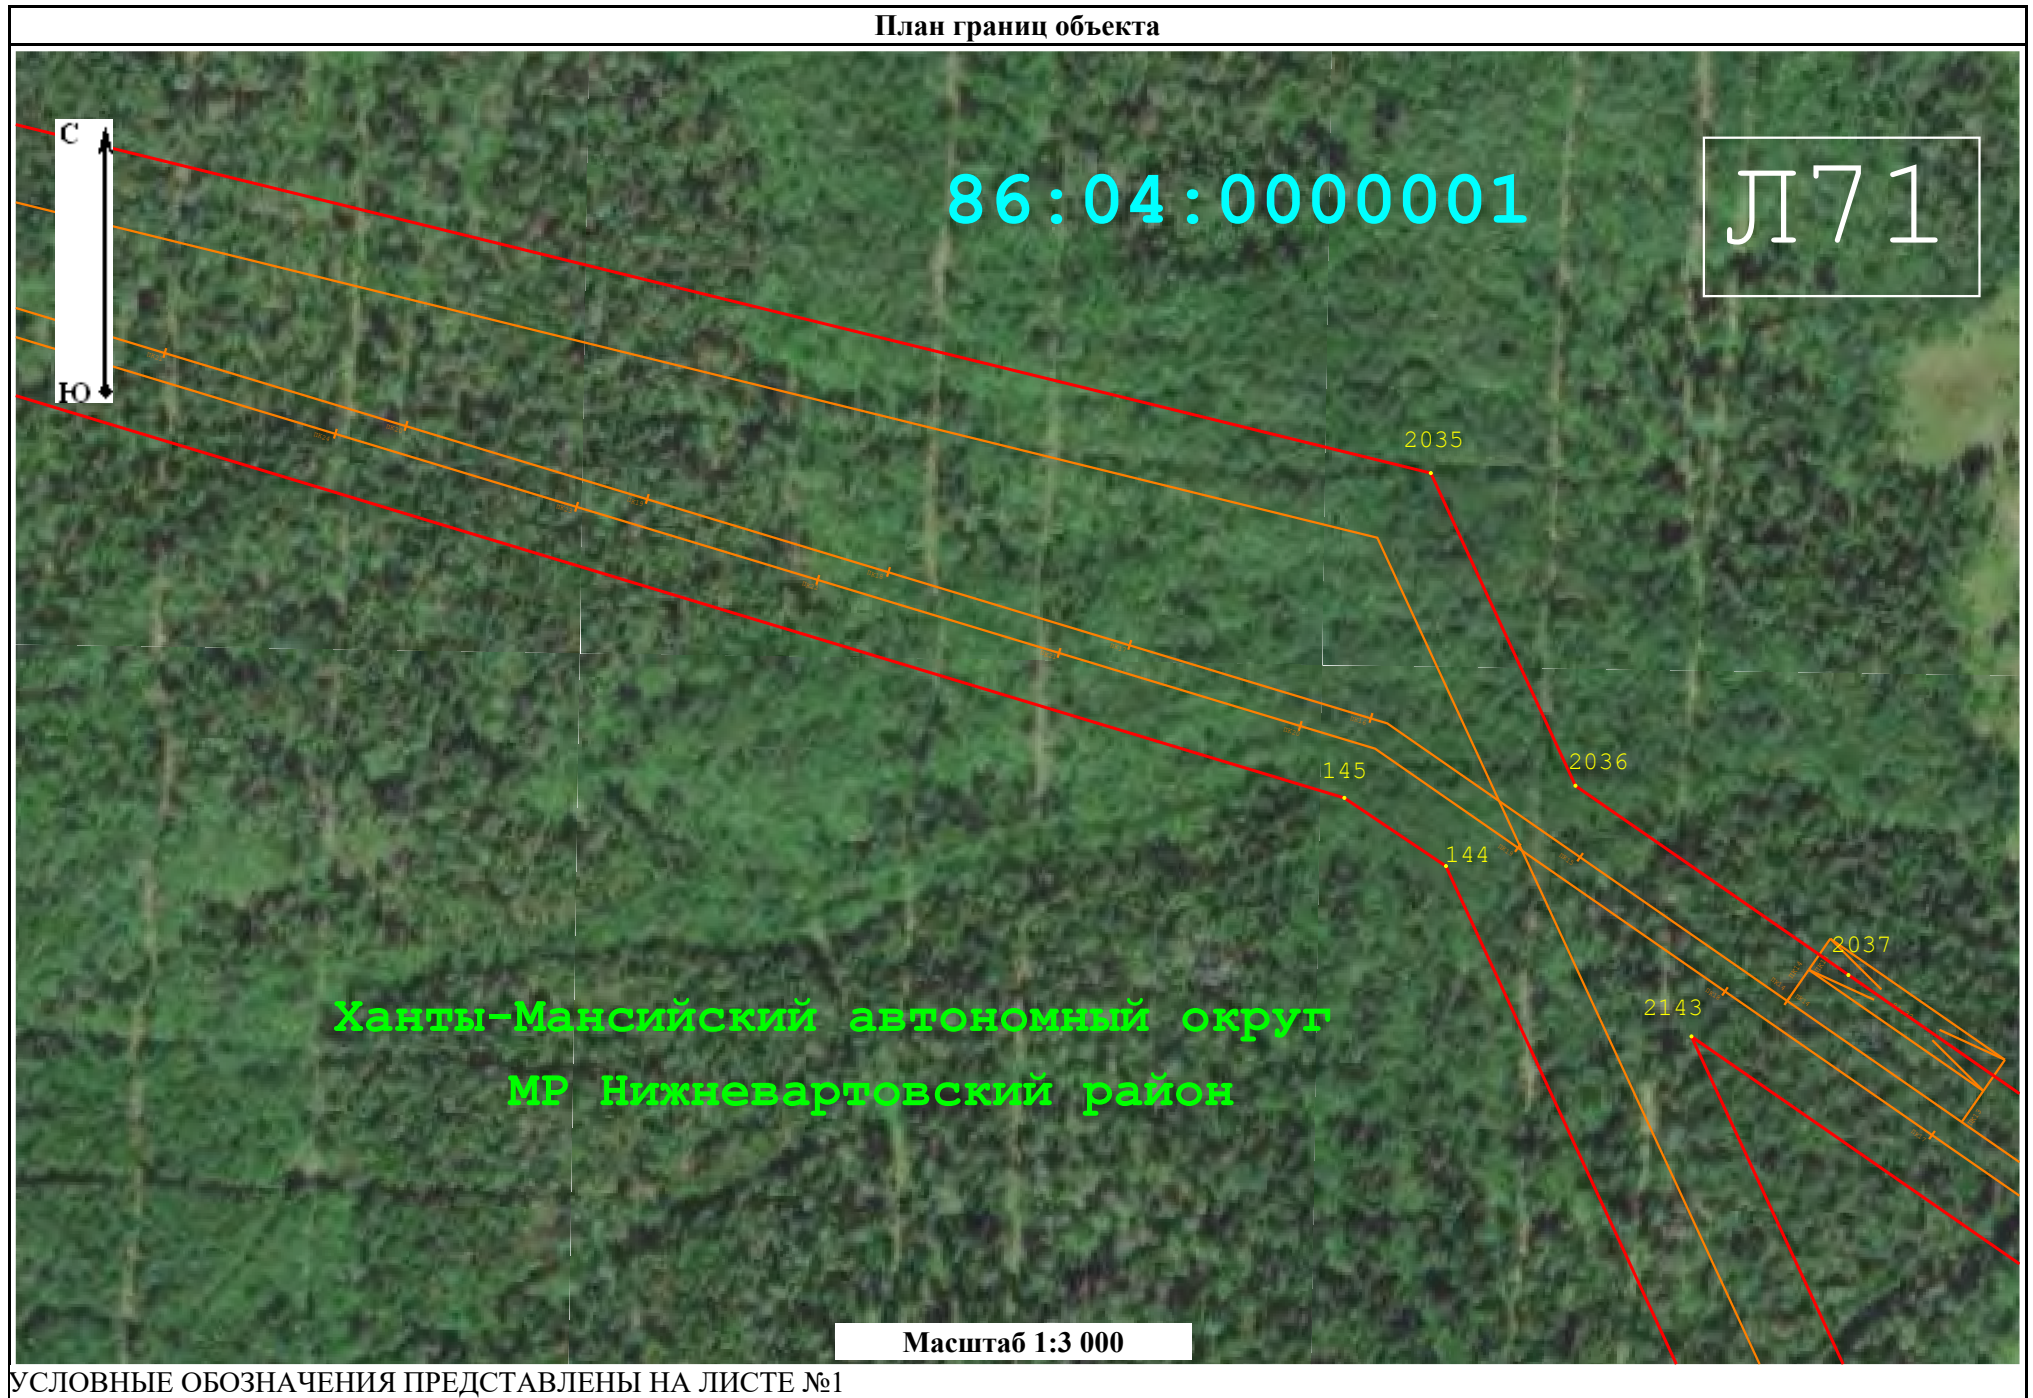 План границ объекта
С
86:04:0000001
Л71
Ю
2035
2036
145
144
2037
2143
Ханты-Мансийский автономный округ
МР Нижневартовский район
Масштаб 1:3 000
УСЛОВНЫЕ ОБОЗНАЧЕНИЯ ПРЕДСТАВЛЕНЫ НА ЛИСТЕ №1